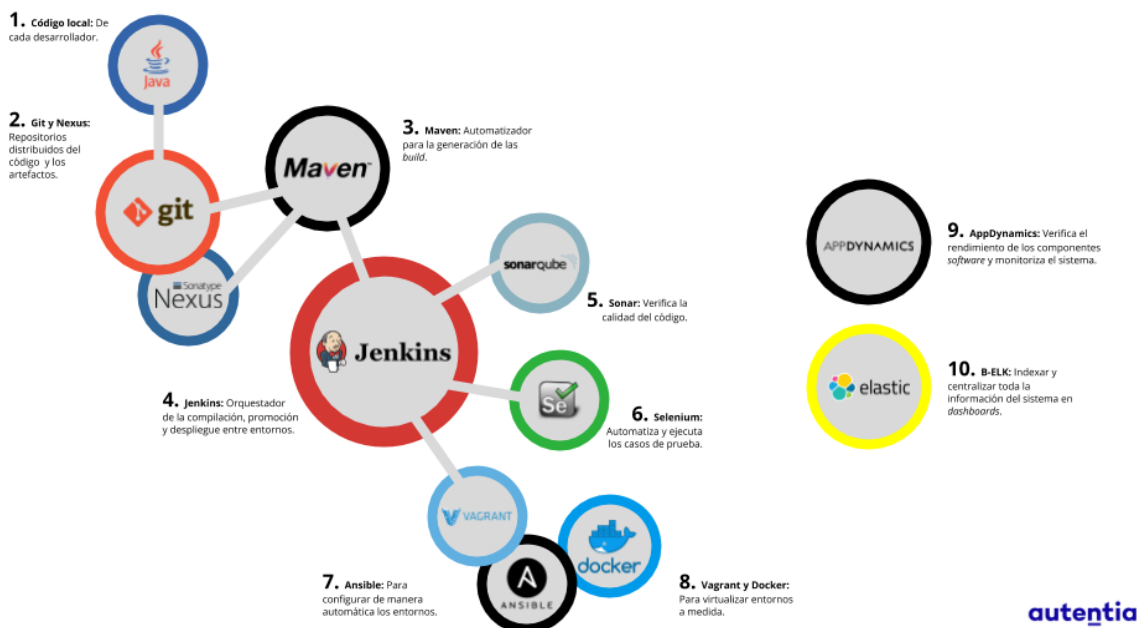 1. Código local: De
cada desarrollador.
Java
2. Git y Nexus:
Repositorios
distribuidos del
código y los
artefactos.
git
Sonatype
Nexus
Maven™
3. Maven: Automatizador
para la generación de las
build.
4. Jenkins: Orquestador
de la compilación, promoción
y despliegue entre entornos.
Jenkins
sonarqube
5. Sonar: Verifica la
calidad del código.
Se
6. Selenium:
Automatiza y ejecuta
los casos de prueba.
VAGRANT
7. Ansible: Para
configurar de manera
automática los entornos.
ANSIBLE
docker
8. Vagrant y Docker:
Para virtualizar entornos
a medida.
APPDYNAMICS
9. AppDynamics: Verifica el
rendimiento de los componentes
software y monitoriza el sistema.
elastic
10. B-ELK: Indexar y
centralizar toda la
información del sistema en
dashboards.
autentia